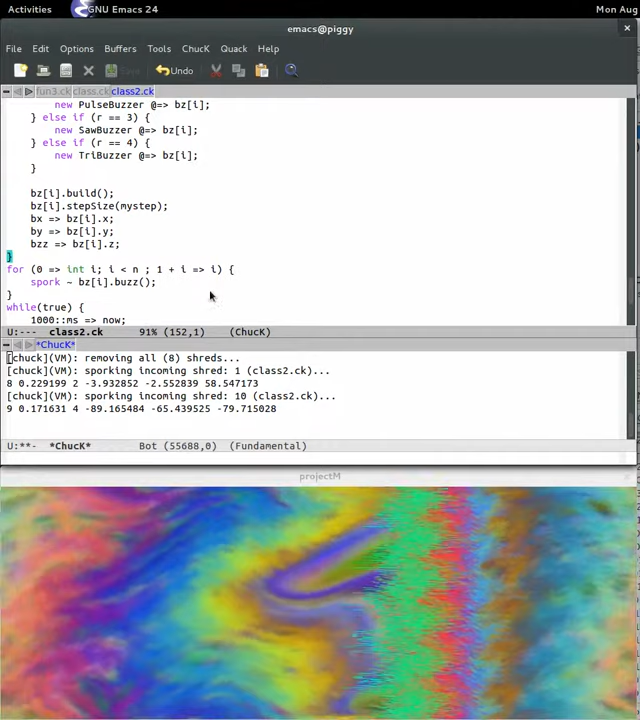 Activities GNU Emacs 24 Mon Aug
emacs@piggy
File Edit Options Buffers Tools ChucK Quack Help
Save Undo
fun3.ck class.ck class2.ck
new PulseBuzzer @=> bz[i];
} else if (r == 3) {
new SawBuzzer @=> bz[i];
} else if (r == 4) {
new TriBuzzer @=> bz[i];
}
bz[i].build();
bz[i].stepSize(mystep);
bx => bz[i].x;
by => bz[i].y;
bzz => bz[i].z;
}
for (0 => int i; i < n ; 1 + i => i) {
spork ~ bz[i].buzz();
}
while(true) {
1000::ms => now;
U:--- class2.ck 91% (152,1) (ChucK)
*ChucK*
[chuck](VM): removing all (8) shreds...
[chuck](VM): sporking incoming shred: 1 (class2.ck)...
8 0.229199 2 -3.932852 -2.552839 58.547173
[chuck](VM): sporking incoming shred: 10 (class2.ck)...
9 0.171631 4 -89.165484 -65.439525 -79.715028
U:**- *ChucK* Bot (55688,0) (Fundamental)
projectM